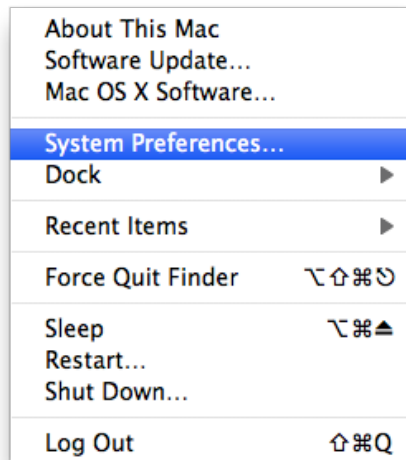 About This Mac
Software Update...
Mac OS X Software...
System Preferences...
Dock ▶
Recent Items ▶
Force Quit Finder ⌥⇧⌘⎋
Sleep ⌥⌘⏏
Restart...
Shut Down...
Log Out ⇧⌘Q